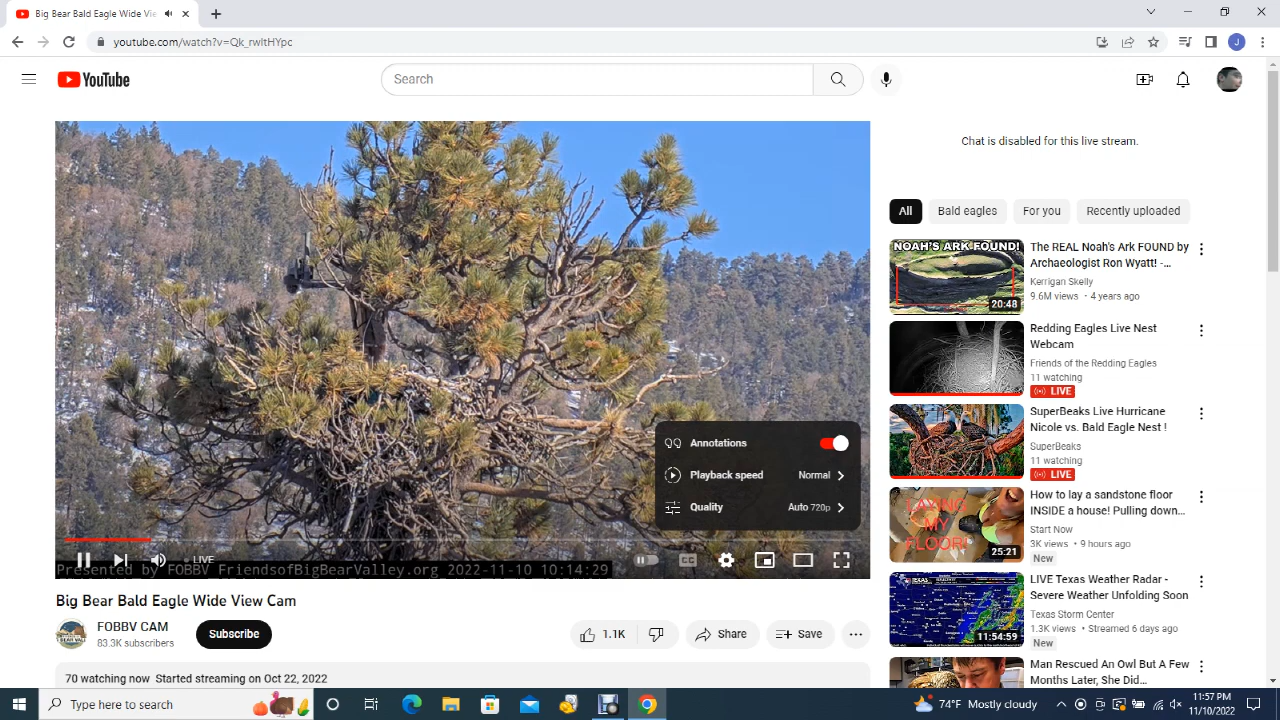 Big Bear Bald Eagle Wide Vie
youtube.com/watch?v=Qk_rwItHYpc
J
YouTube
Search
Chat is disabled for this live stream.
All
Bald eagles
For you
Recently uploaded
NOAH'S ARK FOUND!
20:48
The REAL Noah's Ark FOUND by
Archaeologist Ron Wyatt! -...
Kerrigan Skelly
9.6M views • 4 years ago
Redding Eagles Live Nest
Webcam
Friends of the Redding Eagles
11 watching
LIVE
SuperBeaks Live Hurricane
Nicole vs. Bald Eagle Nest !
SuperBeaks
11 watching
LIVE
LAYING
MY
FLOOR!
25:21
How to lay a sandstone floor
INSIDE a house! Pulling down...
Start Now
3K views • 9 hours ago
New
11:54:59
LIVE Texas Weather Radar -
Severe Weather Unfolding Soon
Texas Storm Center
1.3K views • Streamed 6 days ago
New
Man Rescued An Owl But A Few
Months Later, She Did...
Annotations
Playback speed
Normal
Quality
Auto 720p
LIVE
CC
Presented by FOBBV FriendsofBigBearValley.org 2022-11-10 10:14:29
Big Bear Bald Eagle Wide View Cam
FOBBV CAM
83.3K subscribers
Subscribe
1.1K
Share
Save
70 watching now Started streaming on Oct 22, 2022
Type here to search
74°F Mostly cloudy
11:57 PM
11/10/2022